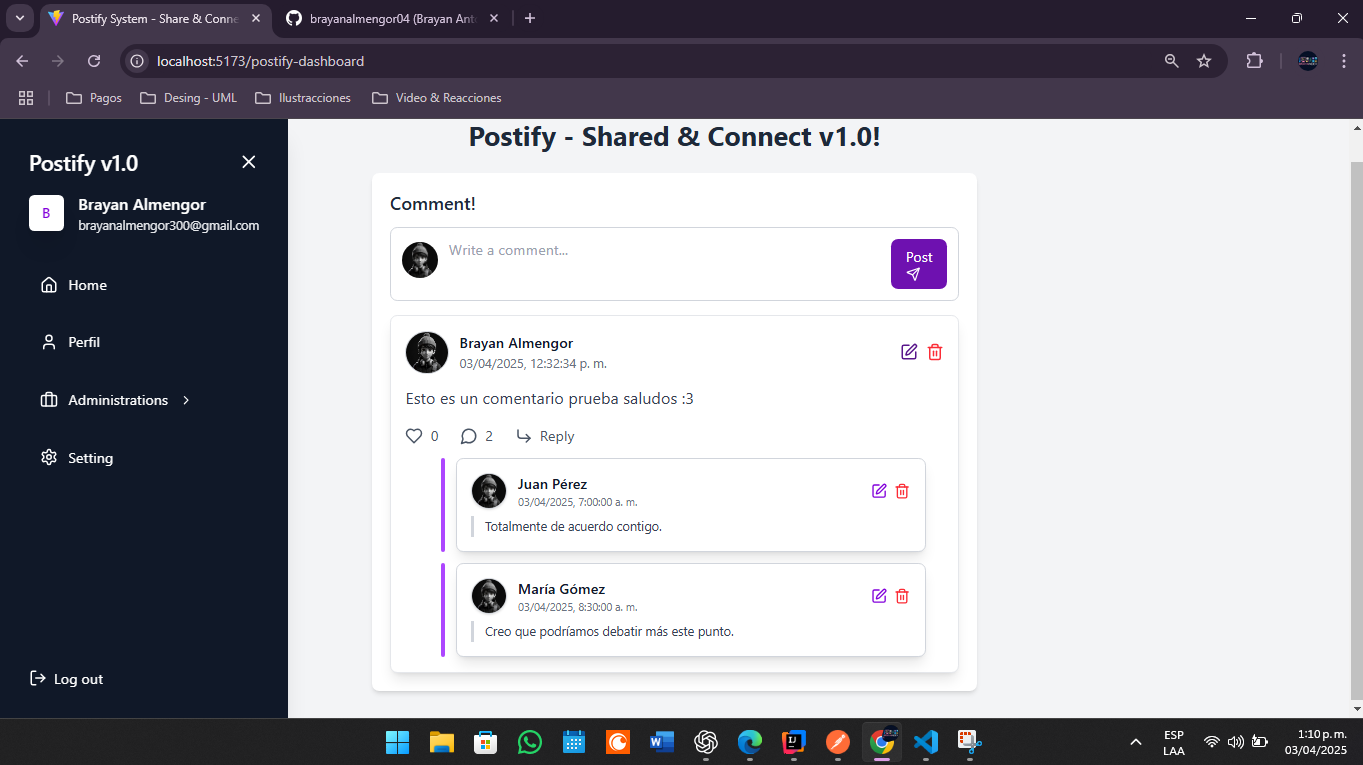 Postify System - Share & Conne
brayanalmengor04 (Brayan Ant
localhost:5173/postify-dashboard
Pagos
Desing - UML
Ilustracciones
Video & Reacciones
Postify v1.0
B
Brayan Almengor
brayanalmengor300@gmail.com
Home
Perfil
Administrations
Setting
Log out
Postify - Shared & Connect v1.0!
Comment!
Write a comment...
Post
Brayan Almengor
03/04/2025, 12:32:34 p. m.
Esto es un comentario prueba saludos :3
0 2 Reply
Juan Pérez
03/04/2025, 7:00:00 a. m.
Totalmente de acuerdo contigo.
María Gómez
03/04/2025, 8:30:00 a. m.
Creo que podríamos debatir más este punto.
ESP
LAA
1:10 p. m.
03/04/2025